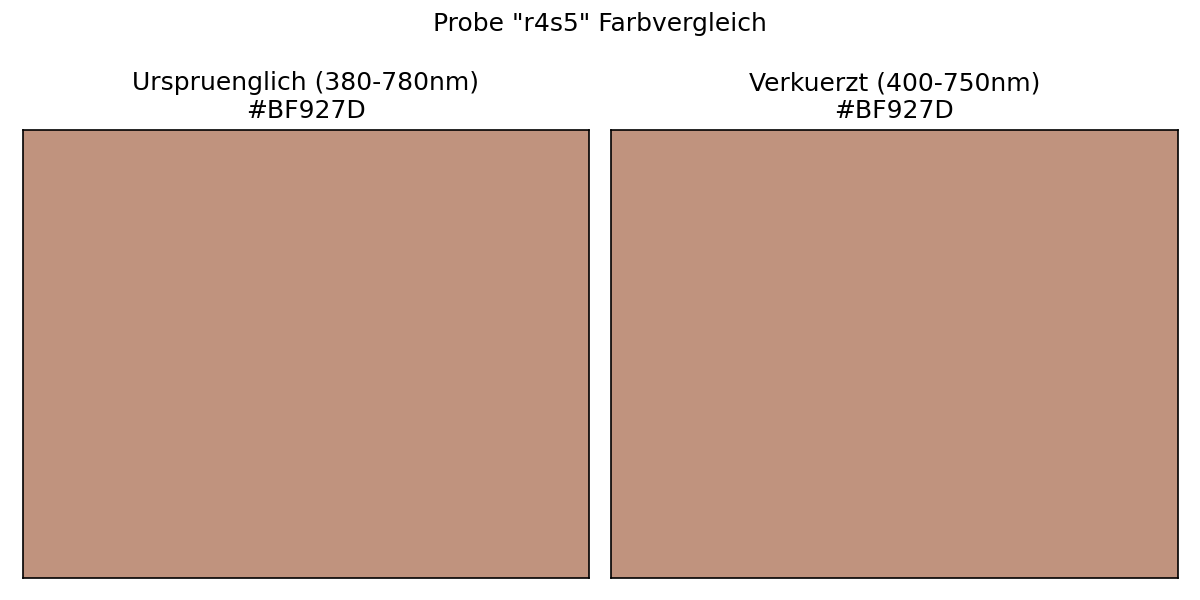 Probe "r4s5" Farbvergleich
Urspruenglich (380-780nm)
#BF927D
Verkuerzt (400-750nm)
#BF927D